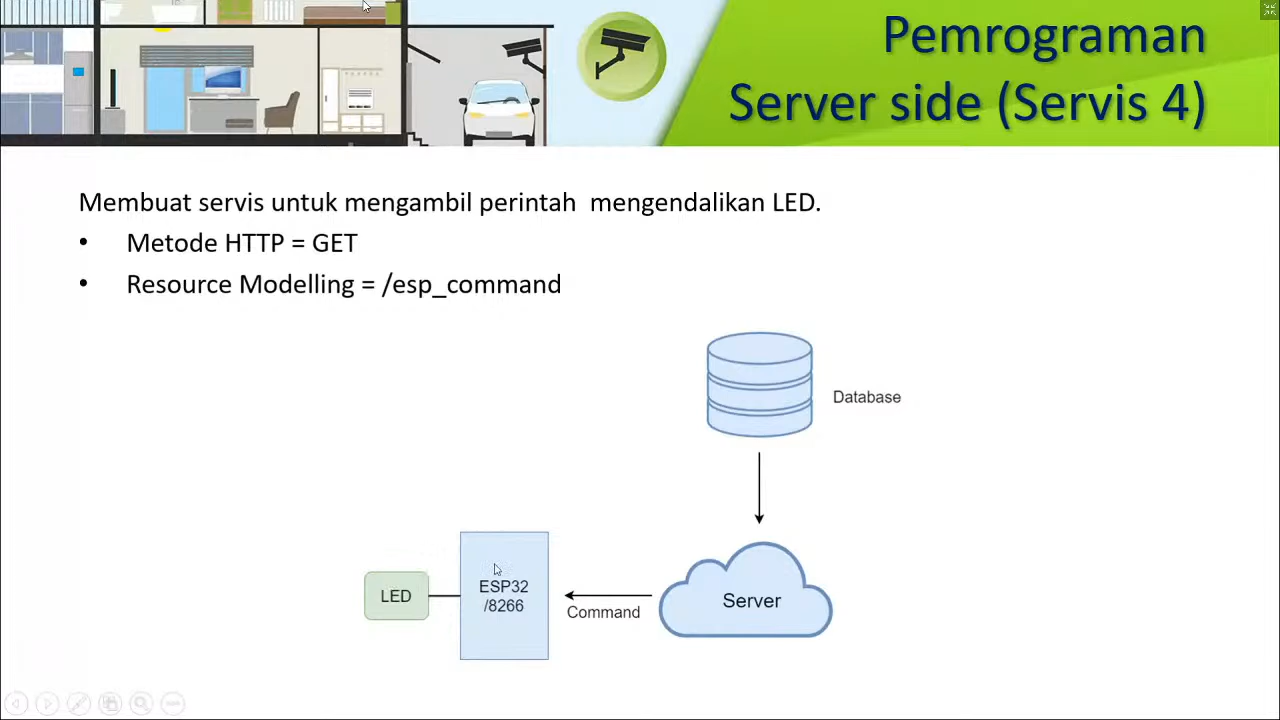 Pemrograman
Server side (Servis 4)
Membuat servis untuk mengambil perintah  mengendalikan LED.
• Metode HTTP = GET
• Resource Modelling = /esp_command
Database
LED
ESP32
/8266
Command
Server